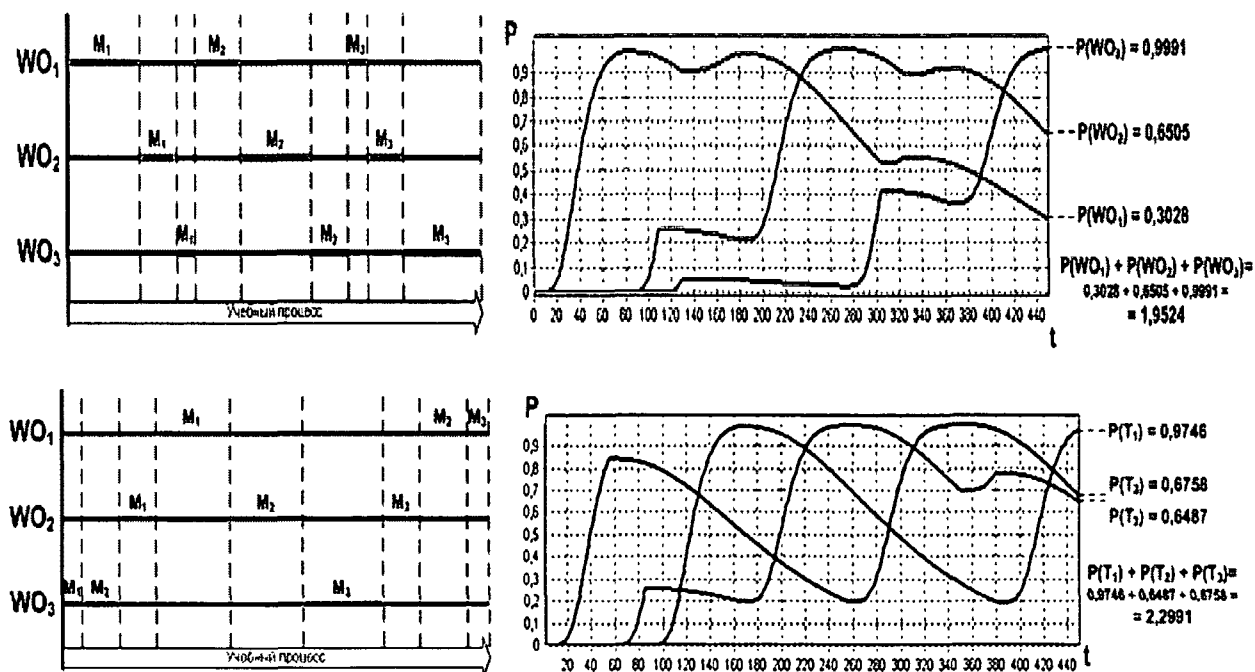 M₁ M₂ M₃
WO₁
M₁ M₂ M₃
WO₂
M₁ M₂ M₃
WO₃
Учебный процесс
P
0,9
0,8
0,7
0,6
0,5
0,4
0,3
0,2
0,1
0
0 20 40 60 80 100 120 140 160 180 200 220 240 260 280 300 320 340 360 380 400 420 440
t
P(WO₃) = 0,9991
P(WO₂) = 0,6505
P(WO₁) = 0,3028
P(WO₁) + P(WO₂) + P(WO₃)=
0,3028 + 0,6505 + 0,9991 =
= 1,9524
M₁ M₂ M₃
WO₁
M₁ M₂ M₃
WO₂
M₁ M₂ M₃
WO₃
Учебный процесс
P
0,9
0,8
0,7
0,6
0,5
0,4
0,3
0,2
0,1
0
20 40 60 80 100 120 140 160 180 200 220 240 260 280 300 320 340 360 380 400 420 440
t
P(T₁) = 0,9746
P(T₂) = 0,6758
P(T₃) = 0,6487
P(T₁) + P(T₂) + P(T₃)=
0,9746 + 0,6487 + 0,6758 =
= 2,2991